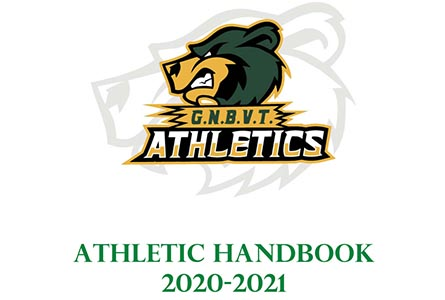 G.N.B.V.T.
ATHLETICS
ATHLETIC HANDBOOK
2020-2021